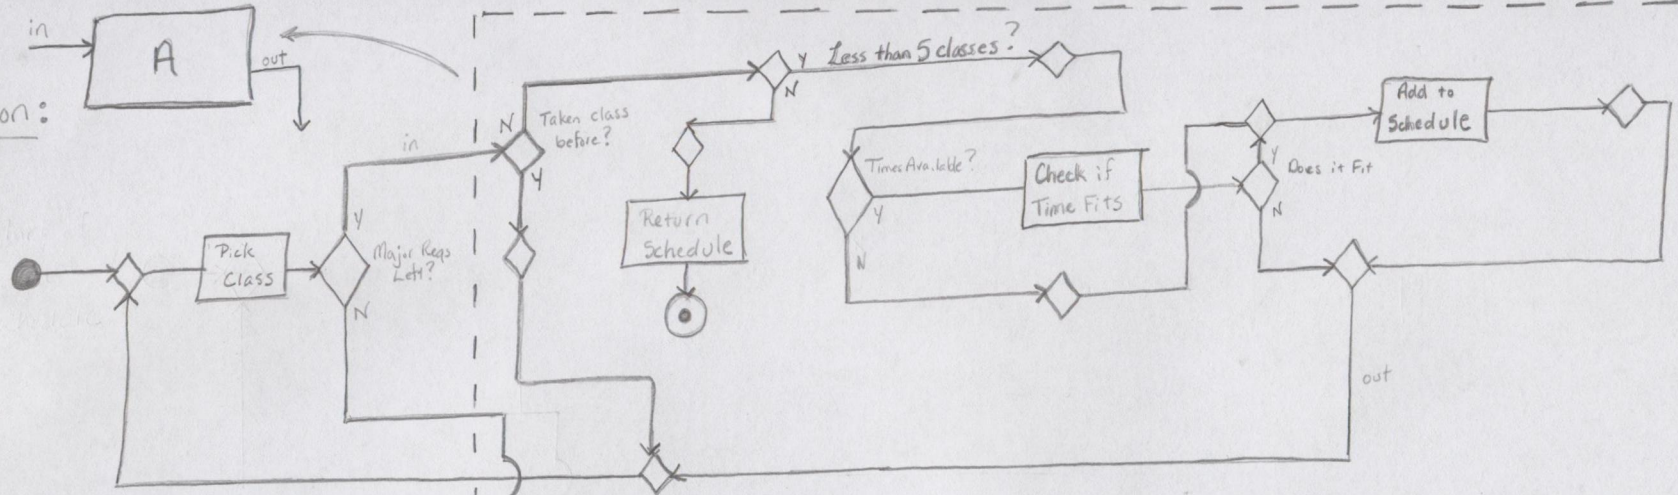 in
A
out
on:
Less than 5 classes?
Y
N
N
Taken class
before?
Y
in
Add to
Schedule
Times Available?
Y
N
Check if
Time Fits
Y
Does it Fit
N
Return
Schedule
Pick
Class
Y
Major Reqs
N
out